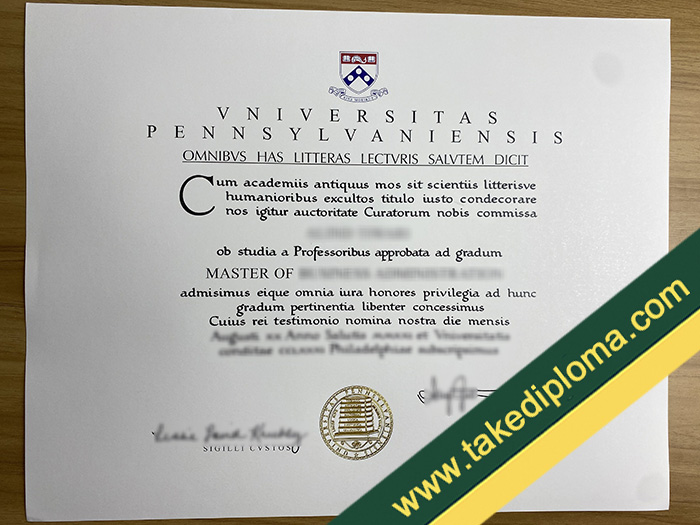 VNIVERSITAS
PENNSYLVANIENSIS
OMNIBVS HAS LITTERAS LECTVRIS SALVTEM DICIT
Cum academiis antiquus mos sit scientiis litterisve
humanioribus excultos titulo iusto condecorare
nos igitur auctoritate Curatorum nobis commissa
ob studia a Professoribus approbata ad gradum
MASTER OF
admisimus eique omnia iura honores privilegia ad hunc
gradum pertinentia libenter concessimus
Cuius rei testimonio nomina nostra die mensis
SIGILLI CVSTOS
www.takediploma.com